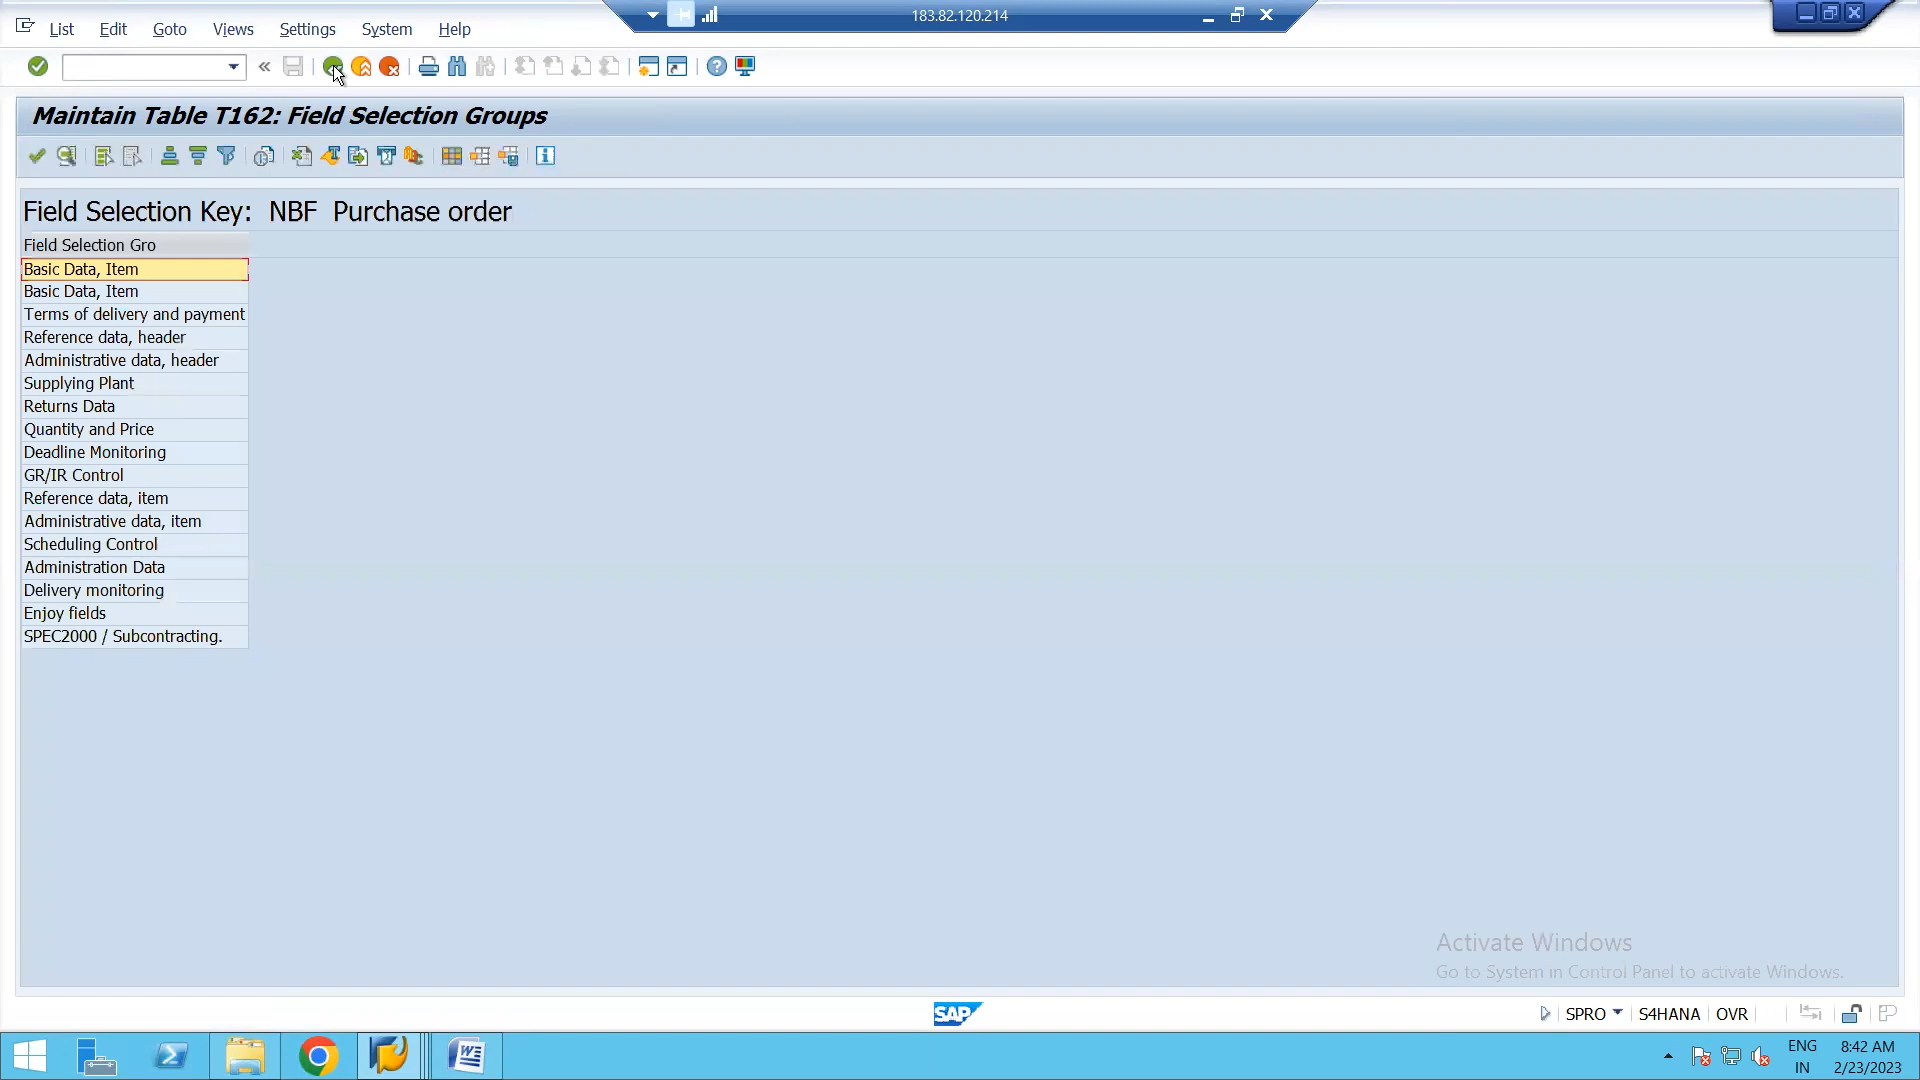 183.82.120.214
List Edit Goto Views Settings System Help
Maintain Table T162: Field Selection Groups
Field Selection Key: NBF Purchase order
Field Selection Gro
Basic Data, Item
Basic Data, Item
Terms of delivery and payment
Reference data, header
Administrative data, header
Supplying Plant
Returns Data
Quantity and Price
Deadline Monitoring
GR/IR Control
Reference data, item
Administrative data, item
Scheduling Control
Administration Data
Delivery monitoring
Enjoy fields
SPEC2000 / Subcontracting.
Activate Windows
Go to System in Control Panel to activate Windows.
SAP
SPRO S4HANA OVR
ENG 8:42 AM
IN 2/23/2023